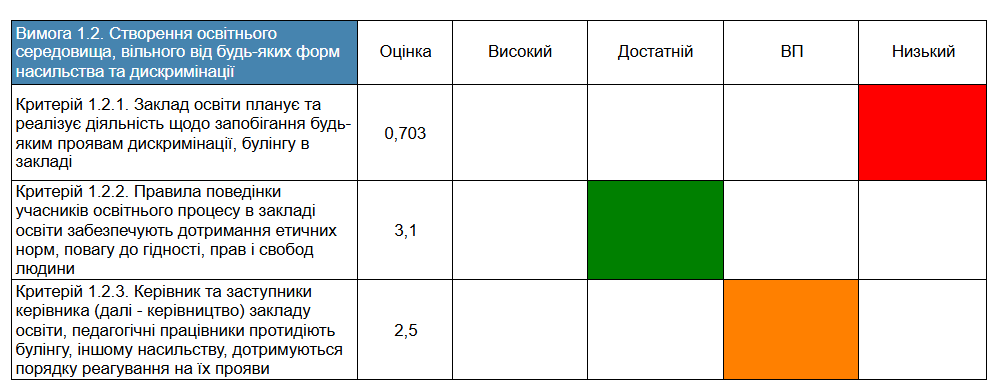 Вимога 1.2. Створення освітнього
середовища, вільного від будь-яких форм
насильства та дискримінації
Оцінка
Високий
Достатній
ВП
Низький
Критерій 1.2.1. Заклад освіти планує та
реалізує діяльність щодо запобігання будь-
яким проявам дискримінації, булінгу в
закладі
0,703
Критерій 1.2.2. Правила поведінки
учасників освітнього процесу в закладі
освіти забезпечують дотримання етичних
норм, повагу до гідності, прав і свобод
людини
3,1
Критерій 1.2.3. Керівник та заступники
керівника (далі - керівництво) закладу
освіти, педагогічні працівники протидіють
булінгу, іншому насильству, дотримуються
порядку реагування на їх прояви
2,5